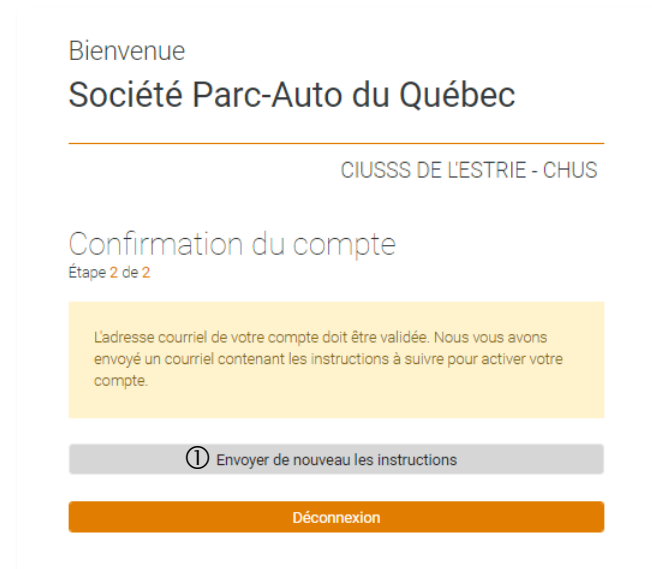 Bienvenue
Société Parc-Auto du Québec
CIUSSS DE L'ESTRIE - CHUS
Confirmation du compte
Étape 2 de 2
L'adresse courriel de votre compte doit être validée. Nous vous avons
envoyé un courriel contenant les instructions à suivre pour activer votre
compte.
① Envoyer de nouveau les instructions
Déconnexion